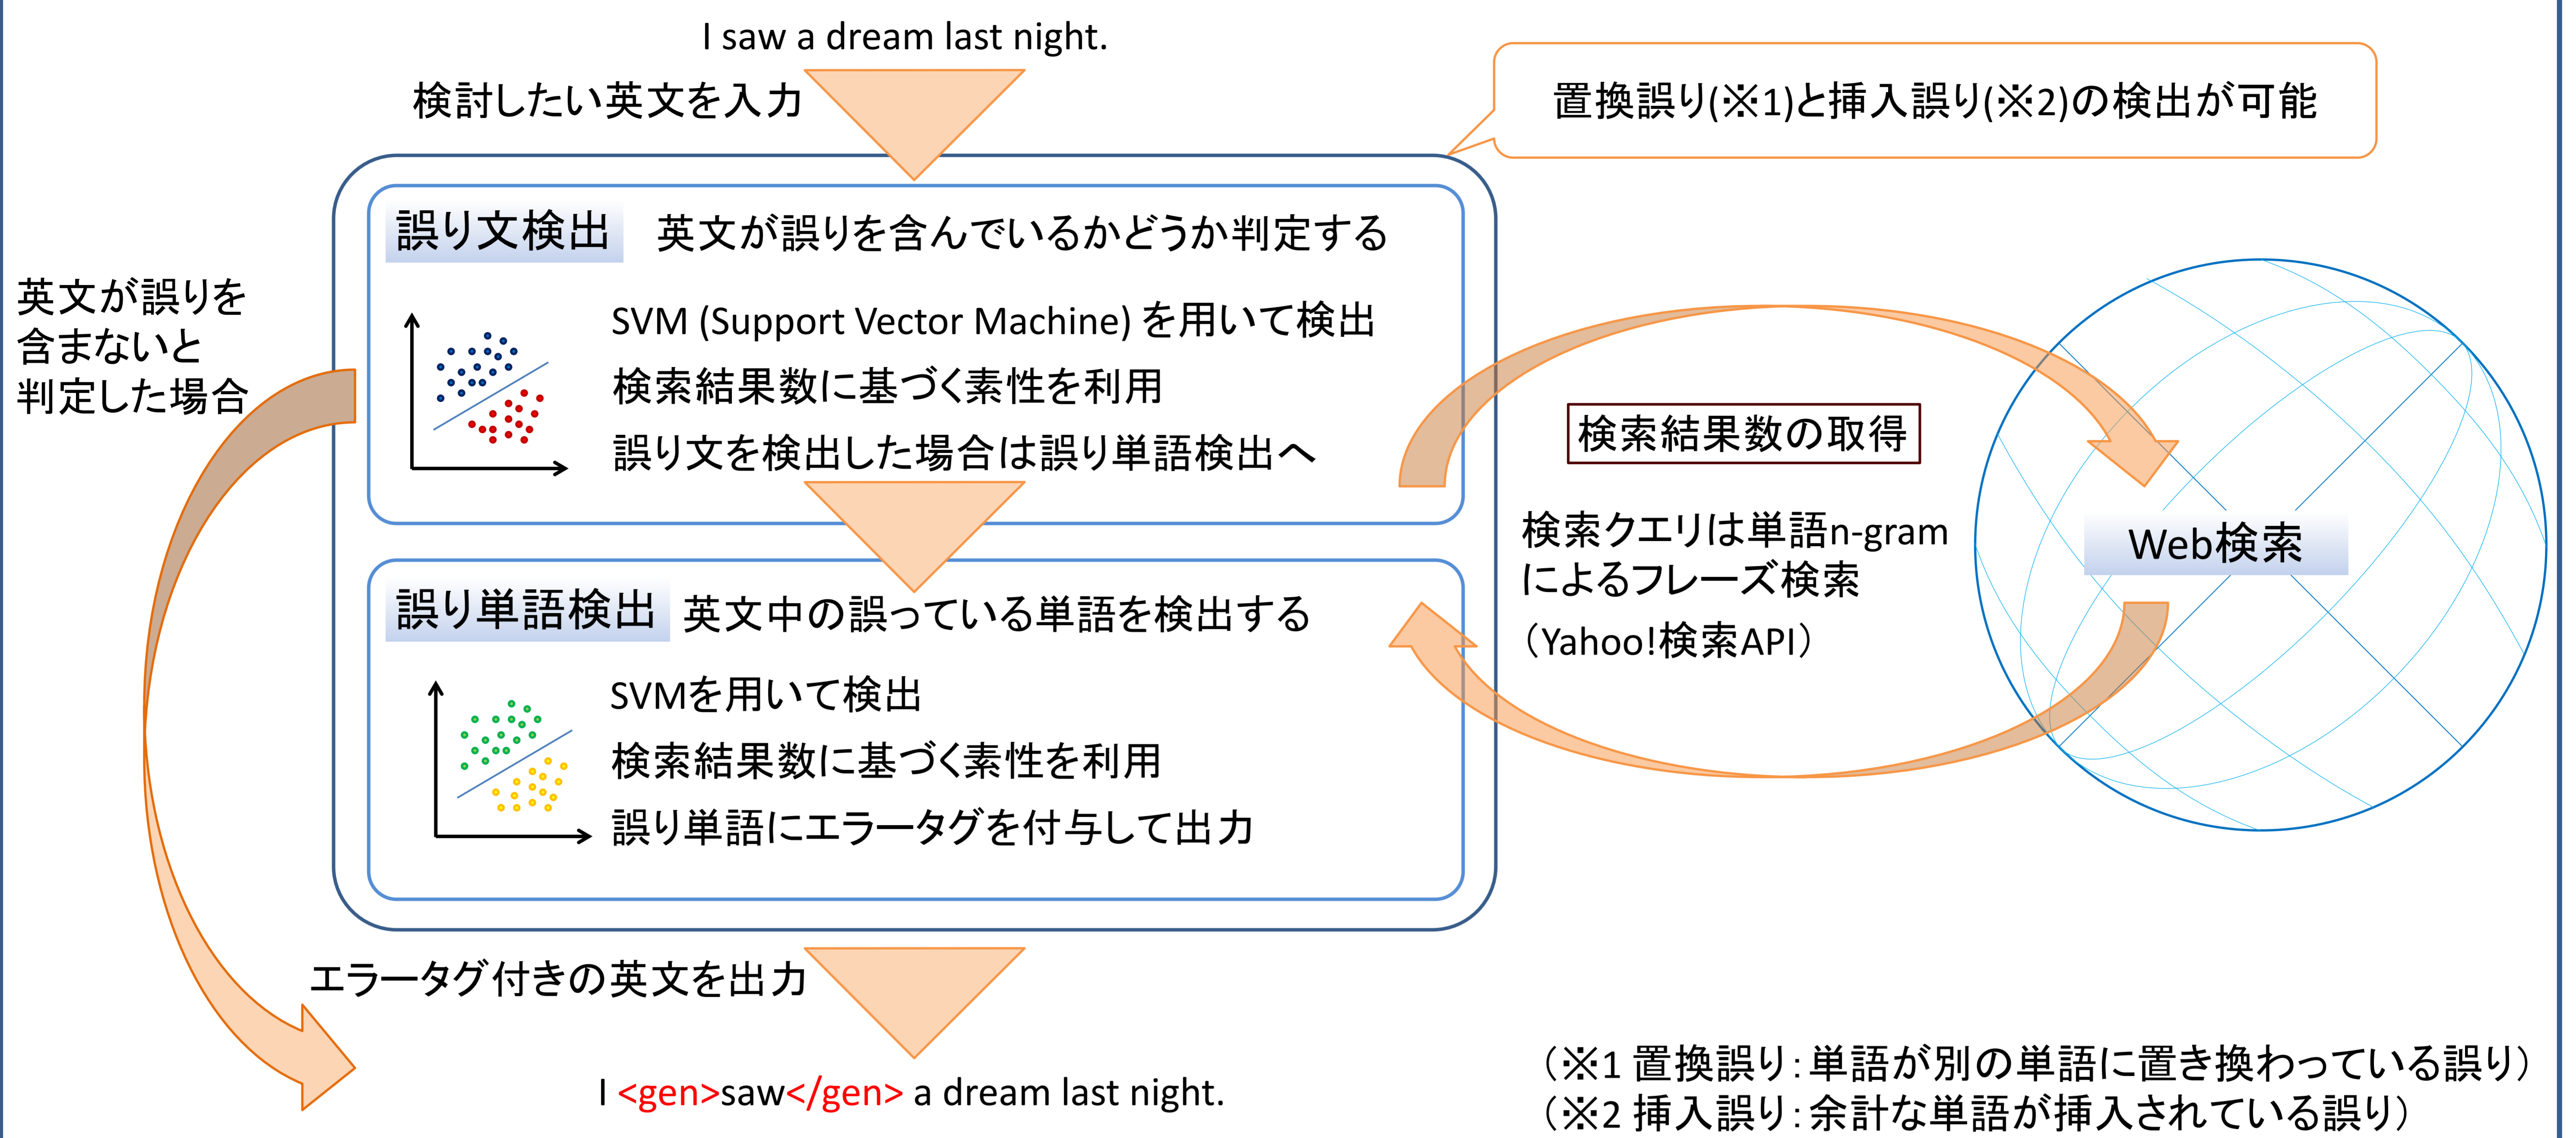 I saw a dream last night.
検討したい英文を入力
置換誤り(※1)と挿入誤り(※2)の検出が可能
誤り文検出
英文が誤りを含んでいるかどうか判定する
SVM (Support Vector Machine) を用いて検出
検索結果数に基づく素性を利用
誤り文を検出した場合は誤り単語検出へ
英文が誤りを
含まないと
判定した場合
検索結果数の取得
検索クエリは単語n-gram
によるフレーズ検索
（Yahoo!検索API）
Web検索
誤り単語検出
英文中の誤っている単語を検出する
SVMを用いて検出
検索結果数に基づく素性を利用
誤り単語にエラータグを付与して出力
エラータグ付きの英文を出力
I <gen>saw</gen> a dream last night.
（※1 置換誤り：単語が別の単語に置き換わっている誤り）
（※2 挿入誤り：余計な単語が挿入されている誤り）